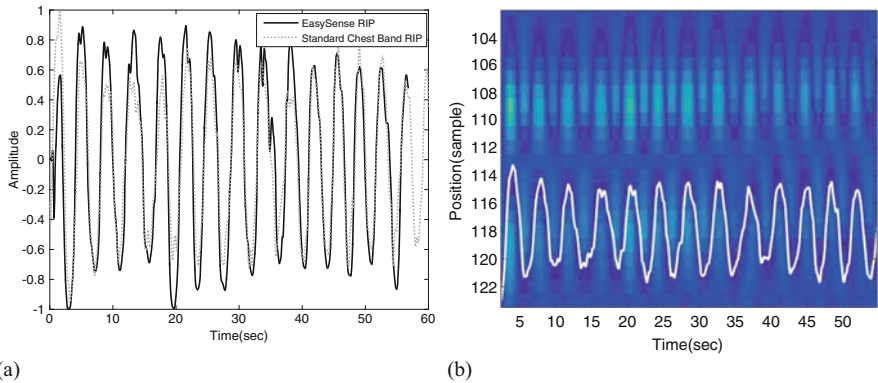 1
0.8
0.6
0.4
0.2
0
-0.2
-0.4
-0.6
-0.8
-1
Amplitude
EasySense RIP
Standard Chest Band RIP
0 10 20 30 40 50 60
Time(sec)
(a)
104
106
108
110
112
114
116
118
120
122
Position(sample)
5 10 15 20 25 30 35 40 45 50
Time(sec)
(b)